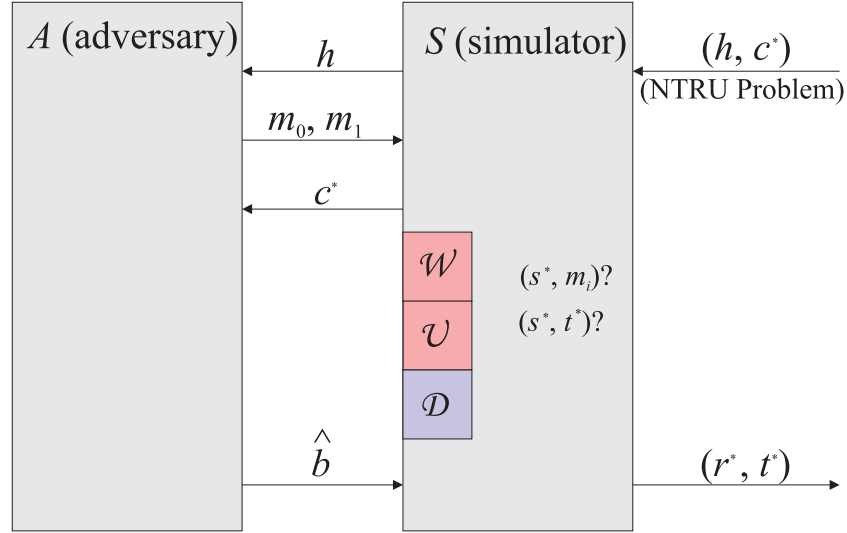 A (adversary)
S (simulator)
h
(h, c*)
(NTRU Problem)
m₀, m₁
c*
𝒲
(s*, mᵢ)?
𝒰
(s*, t*)?
𝒟
b̂
(r*, t*)